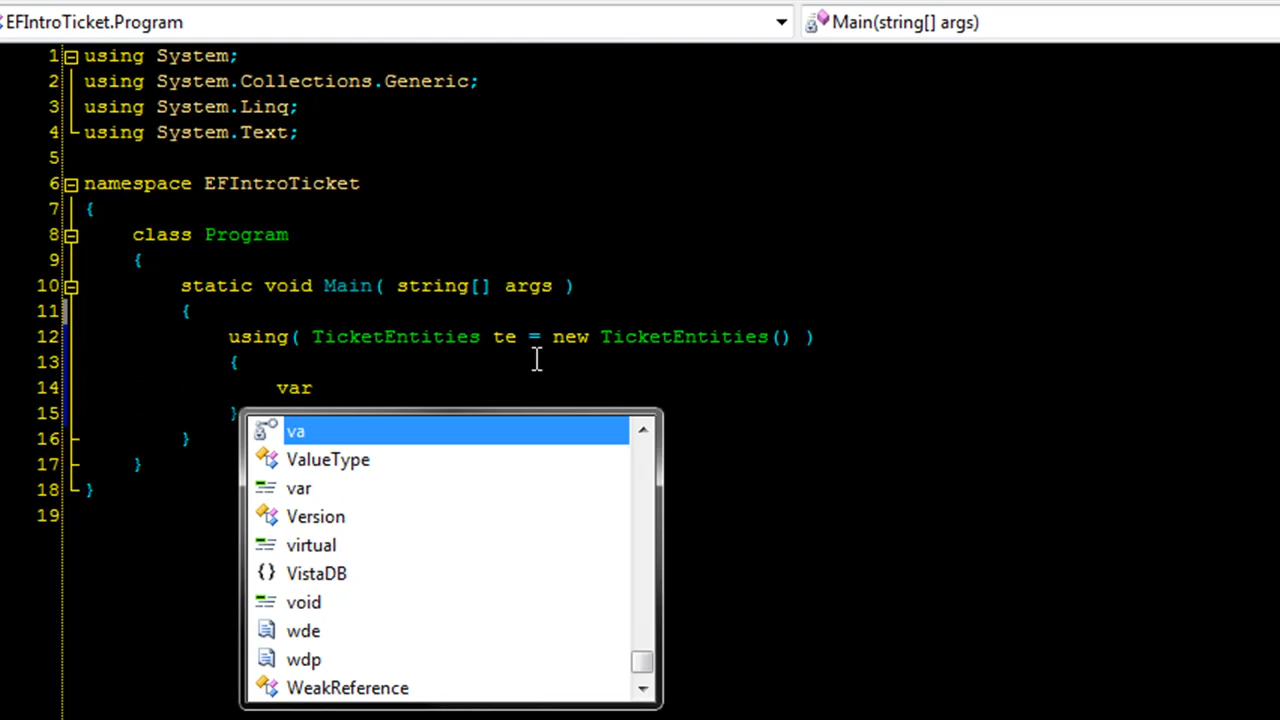 EFIntroTicket.Program
Main(string[] args)
1 using System;
2 using System.Collections.Generic;
3 using System.Linq;
4 using System.Text;
5
6 namespace EFIntroTicket
7 {
8 class Program
9 {
10 static void Main( string[] args )
11 {
12 using( TicketEntities te = new TicketEntities() )
13 {
14 var
15 }
16 }
17 }
18 }
19
va
ValueType
var
Version
virtual
{} VistaDB
void
wde
wdp
WeakReference